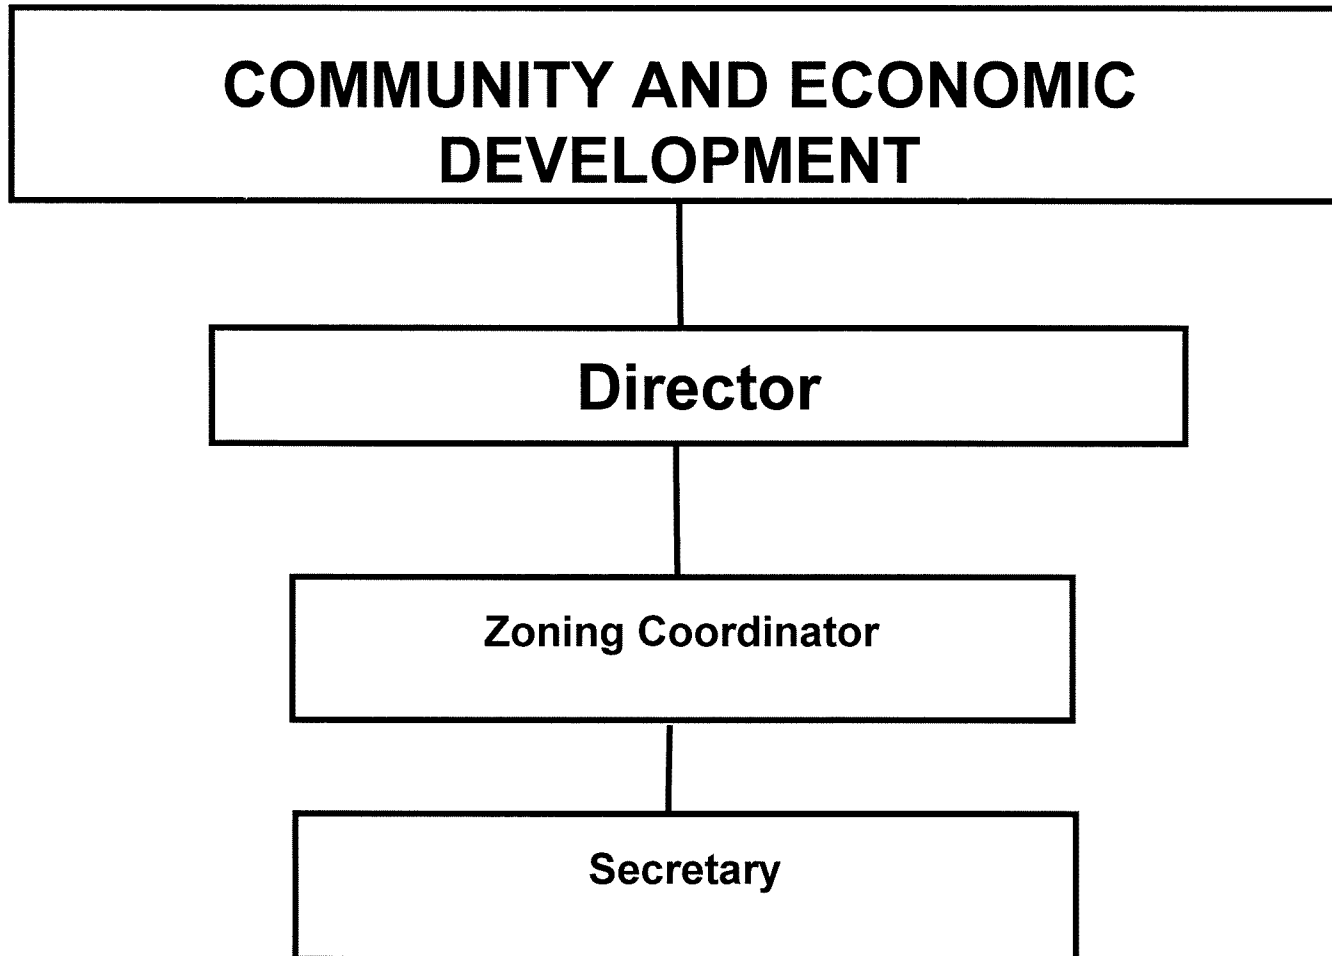 COMMUNITY AND ECONOMIC
DEVELOPMENT
Director
Zoning Coordinator
Secretary